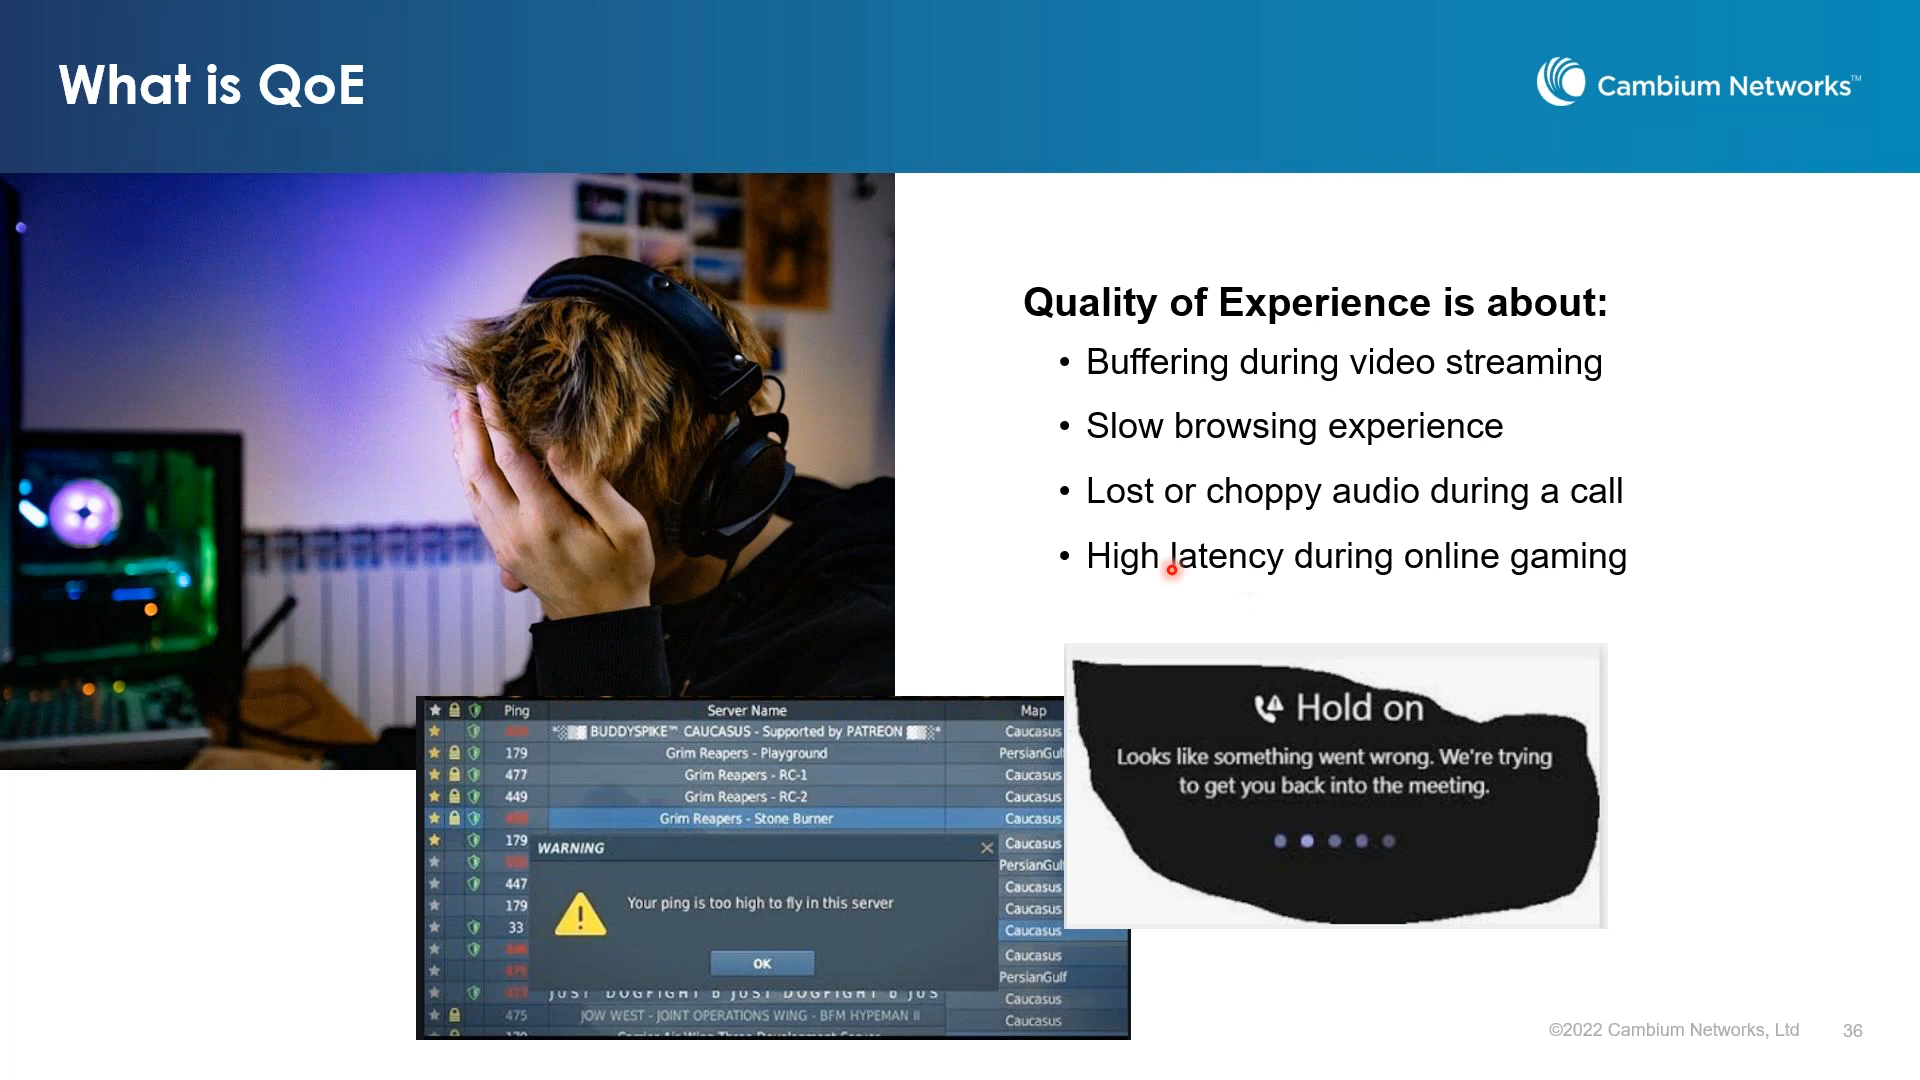 What is QoE
Cambium Networks™
Quality of Experience is about:
• Buffering during video streaming
• Slow browsing experience
• Lost or choppy audio during a call
• High latency during online gaming
Hold on
Looks like something went wrong. We're trying
to get you back into the meeting.
Ping Server Name Map
BUDDYSPIKE™ CAUCASUS - Supported by PATREON Caucasus
179 Grim Reapers - Playground PersianGulf
477 Grim Reapers - RC-1 Caucasus
449 Grim Reapers - RC-2 Caucasus
Grim Reapers - Stone Burner Caucasus
179 Caucasus
WARNING
PersianGulf
447 Caucasus
Your ping is too high to fly in this server
179 Caucasus
33 Caucasus
Caucasus
OK
PersianGulf
Caucasus
475 JOW WEST - JOINT OPERATIONS WING - BFM HYPEMAN II Caucasus
©2022 Cambium Networks, Ltd 36